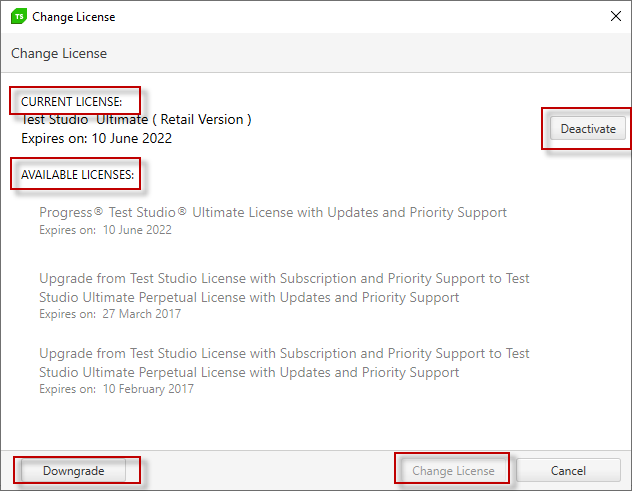 TS Change License
Change License
CURRENT LICENSE:
Test Studio Ultimate ( Retail Version )
Expires on: 10 June 2022
Deactivate
AVAILABLE LICENSES:
Progress® Test Studio® Ultimate License with Updates and Priority Support
Expires on: 10 June 2022
Upgrade from Test Studio License with Subscription and Priority Support to Test
Studio Ultimate Perpetual License with Updates and Priority Support
Expires on: 27 March 2017
Upgrade from Test Studio License with Subscription and Priority Support to Test
Studio Ultimate Perpetual License with Updates and Priority Support
Expires on: 10 February 2017
Downgrade
Change License
Cancel